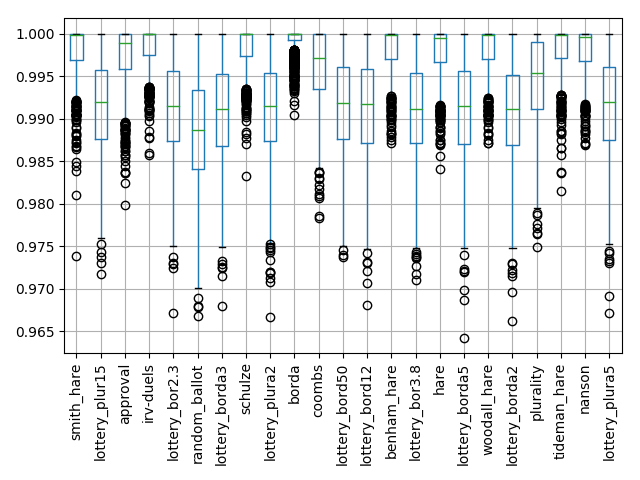 1.000
0.995
0.990
0.985
0.980
0.975
0.970
0.965
smith_hare
lottery_plur15
approval
irv-duels
lottery_bor2.3
random_ballot
lottery_borda3
schulze
lottery_plura2
borda
coombs
lottery_bord50
lottery_bord12
benham_hare
lottery_bor3.8
hare
lottery_borda5
woodall_hare
lottery_borda2
plurality
tideman_hare
nanson
lottery_plura5